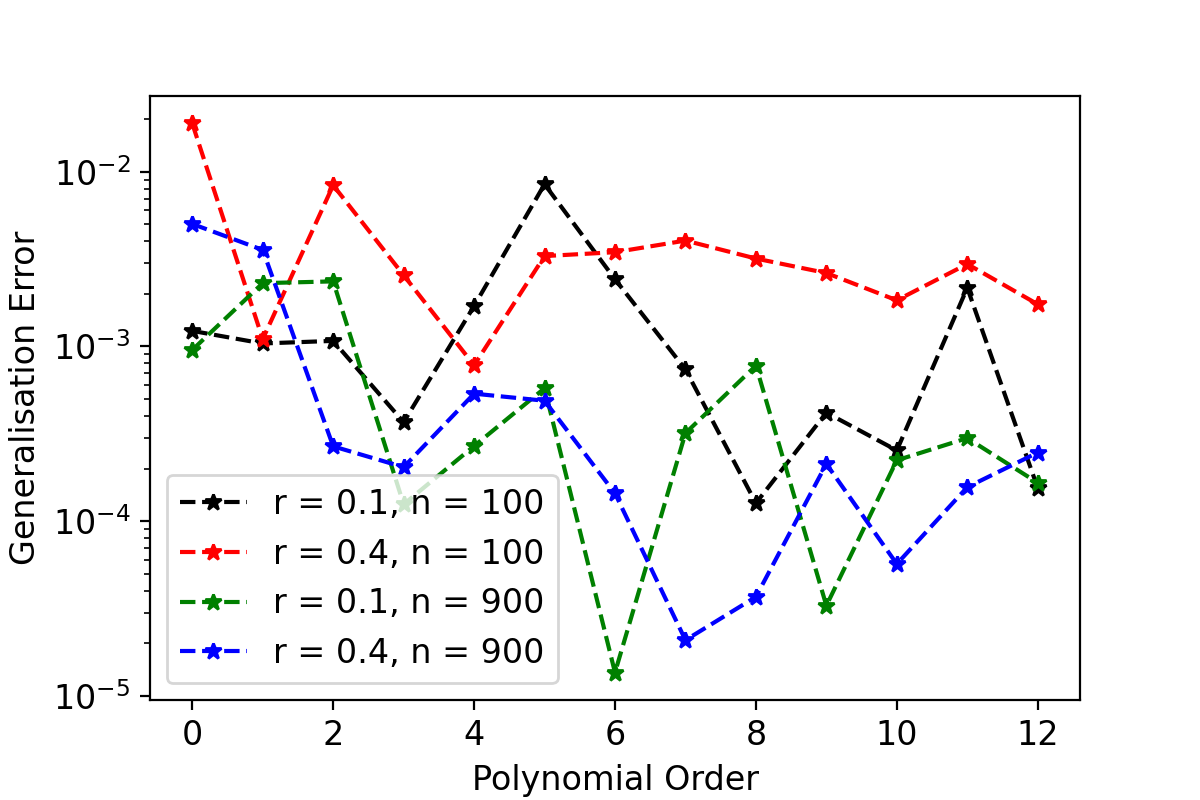 Generalisation Error
10⁻²
10⁻³
10⁻⁴
10⁻⁵
r = 0.1, n = 100
r = 0.4, n = 100
r = 0.1, n = 900
r = 0.4, n = 900
0 2 4 6 8 10 12
Polynomial Order